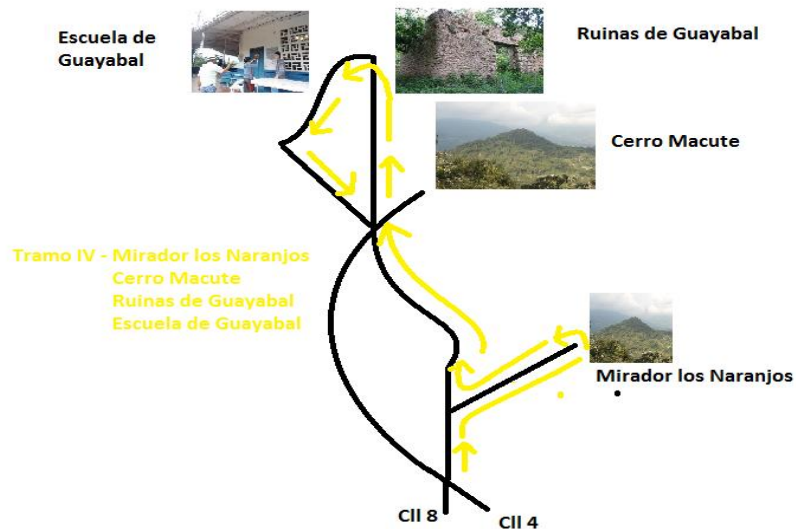 Escuela de
Guayabal
Ruinas de Guayabal
Cerro Macute
Tramo IV - Mirador los Naranjos
Cerro Macute
Ruinas de Guayabal
Escuela de Guayabal
Mirador los Naranjos
Cll 8
Cll 4